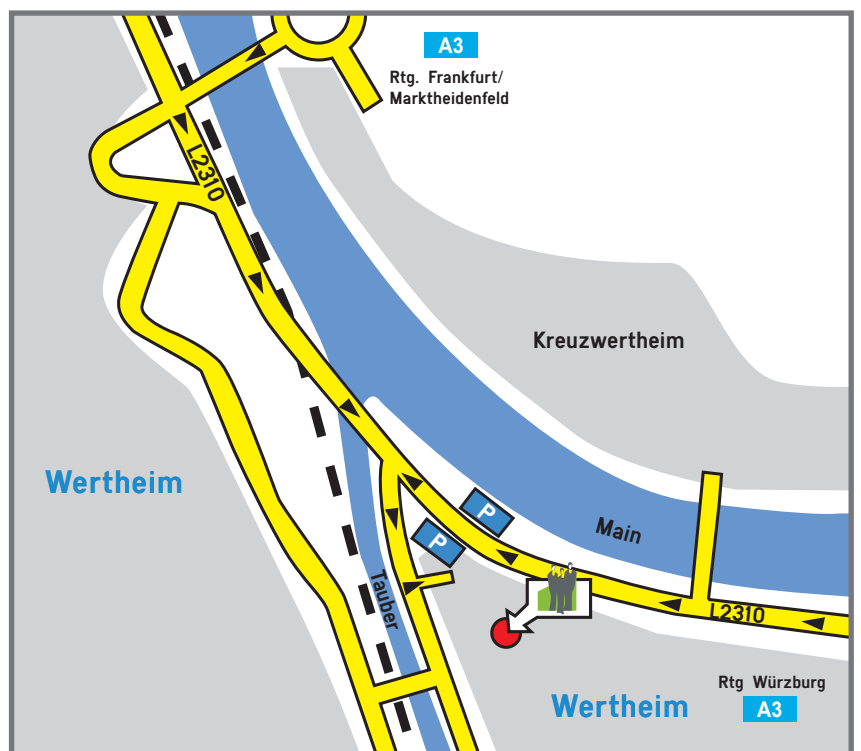 A3
Rtg. Frankfurt/
Marktheidenfeld
L2310
Kreuzwertheim
Wertheim
P
P
Main
Tauber
L2310
Rtg Würzburg
Wertheim
A3